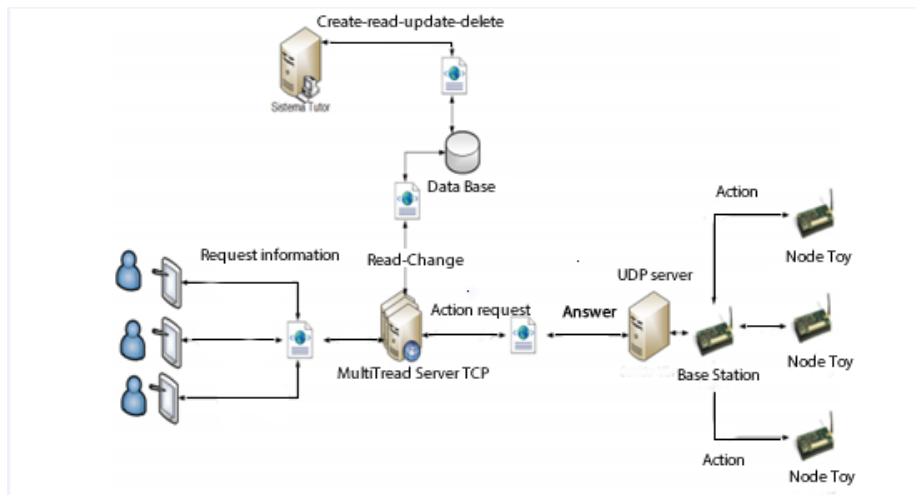 Create-read-update-delete
Sistema Tutor
Data Base
Action
Request information
Read-Change
UDP server
Node Toy
Action request
Answer
MultiTread Server TCP
Base Station
Node Toy
Action
Node Toy